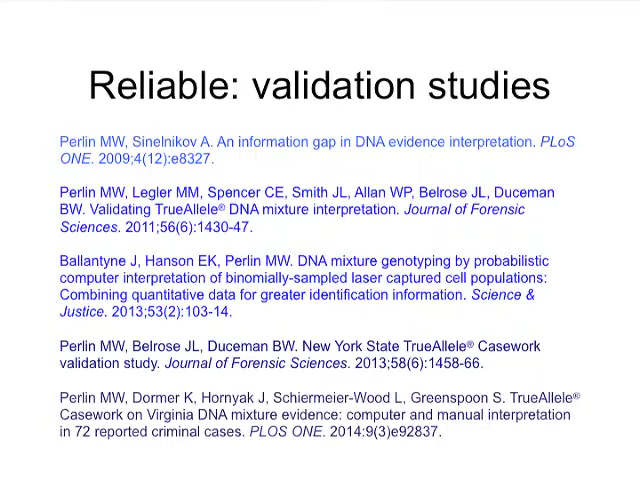 Reliable: validation studies
Perlin MW, Sinelnikov A. An information gap in DNA evidence interpretation. PLoS
ONE. 2009;4(12):e8327.
Perlin MW, Legler MM, Spencer CE, Smith JL, Allan WP, Belrose JL, Duceman
BW. Validating TrueAllele® DNA mixture interpretation. Journal of Forensic
Sciences. 2011;56(6):1430-47.
Ballantyne J, Hanson EK, Perlin MW. DNA mixture genotyping by probabilistic
computer interpretation of binomially-sampled laser captured cell populations:
Combining quantitative data for greater identification information. Science &
Justice. 2013;53(2):103-14.
Perlin MW, Belrose JL, Duceman BW. New York State TrueAllele® Casework
validation study. Journal of Forensic Sciences. 2013;58(6):1458-66.
Perlin MW, Dormer K, Hornyak J, Schiermeier-Wood L, Greenspoon S. TrueAllele®
Casework on Virginia DNA mixture evidence: computer and manual interpretation
in 72 reported criminal cases. PLOS ONE. 2014:9(3)e92837.